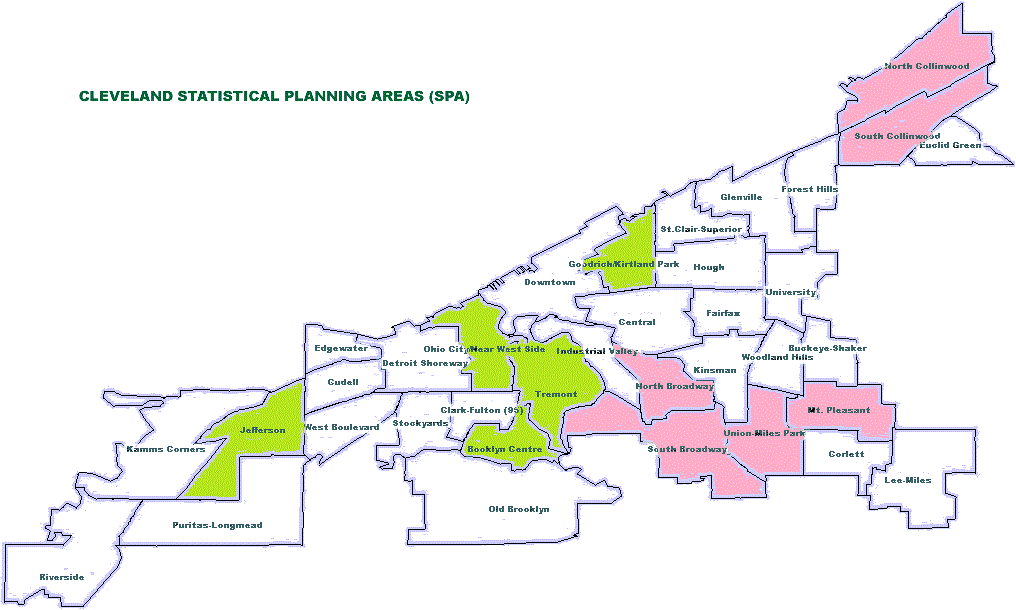 North Collinwood
CLEVELAND STATISTICAL PLANNING AREAS (SPA)
South Collinwood
Euclid Green
Forest Hills
Glenville
St.Clair-Superior
Goodrich/Kirtland Park
Hough
Downtown
University
Fairfax
Central
Edgewater
Ohio City/Near West Side
Industrial Valley
Buckeye-Shaker
Woodland Hills
Detroit Shoreway
Kinsman
Cudell
North Broadway
Tremont
Clark-Fulton (95)
Mt. Pleasant
Stockyards
West Boulevard
Jefferson
Union-Miles Park
Kamms Corners
Booklyn Centre
South Broadway
Corlett
Lee-Miles
Old Brooklyn
Puritas-Longmead
Riverside